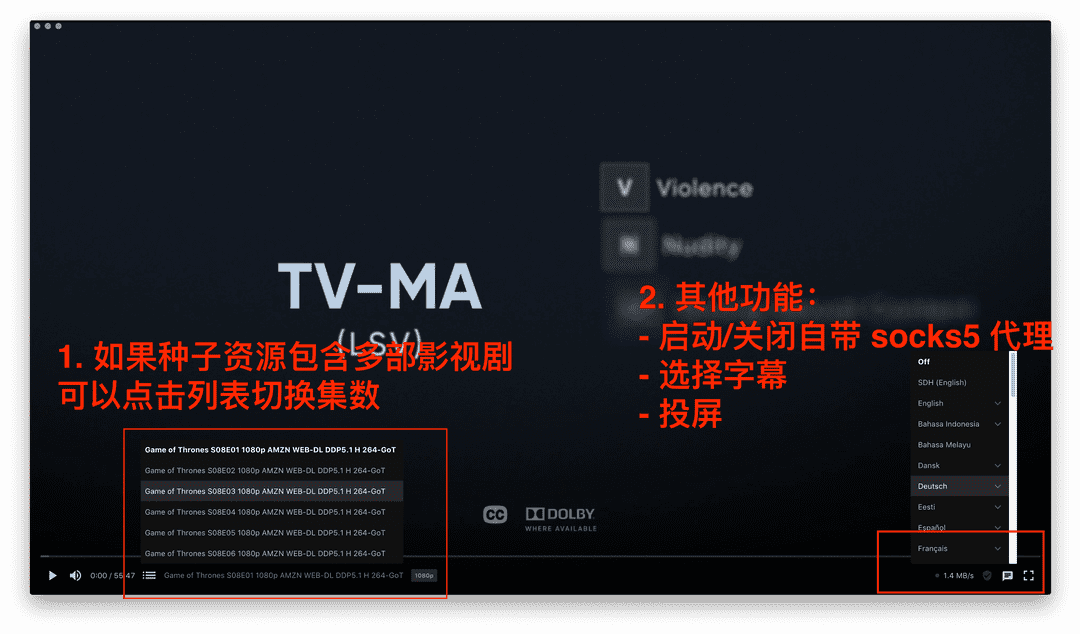 V Violence
Nudity
TV-MA
(LSV)
1. 如果种子资源包含多部影视剧
可以点击列表切换集数
2. 其他功能：
- 启动/关闭自带 socks5 代理
- 选择字幕
- 投屏
Game of Thrones S08E01 1080p AMZN WEB-DL DDP5.1 H 264-GoT
Game of Thrones S08E02 1080p AMZN WEB-DL DDP5.1 H 264-GoT
Game of Thrones S08E03 1080p AMZN WEB-DL DDP5.1 H 264-GoT
Game of Thrones S08E04 1080p AMZN WEB-DL DDP5.1 H 264-GoT
Game of Thrones S08E05 1080p AMZN WEB-DL DDP5.1 H 264-GoT
Game of Thrones S08E06 1080p AMZN WEB-DL DDP5.1 H 264-GoT
CC
DOLBY
WHERE AVAILABLE
Off
SDH (English)
English
Bahasa Indonesia
Bahasa Melayu
Dansk
Deutsch
Eesti
Español
Français
0:00 / 55:47 Game of Thrones S08E01 1080p AMZN WEB-DL DDP5.1 H 264-GoT 1080p
1.4 MB/s